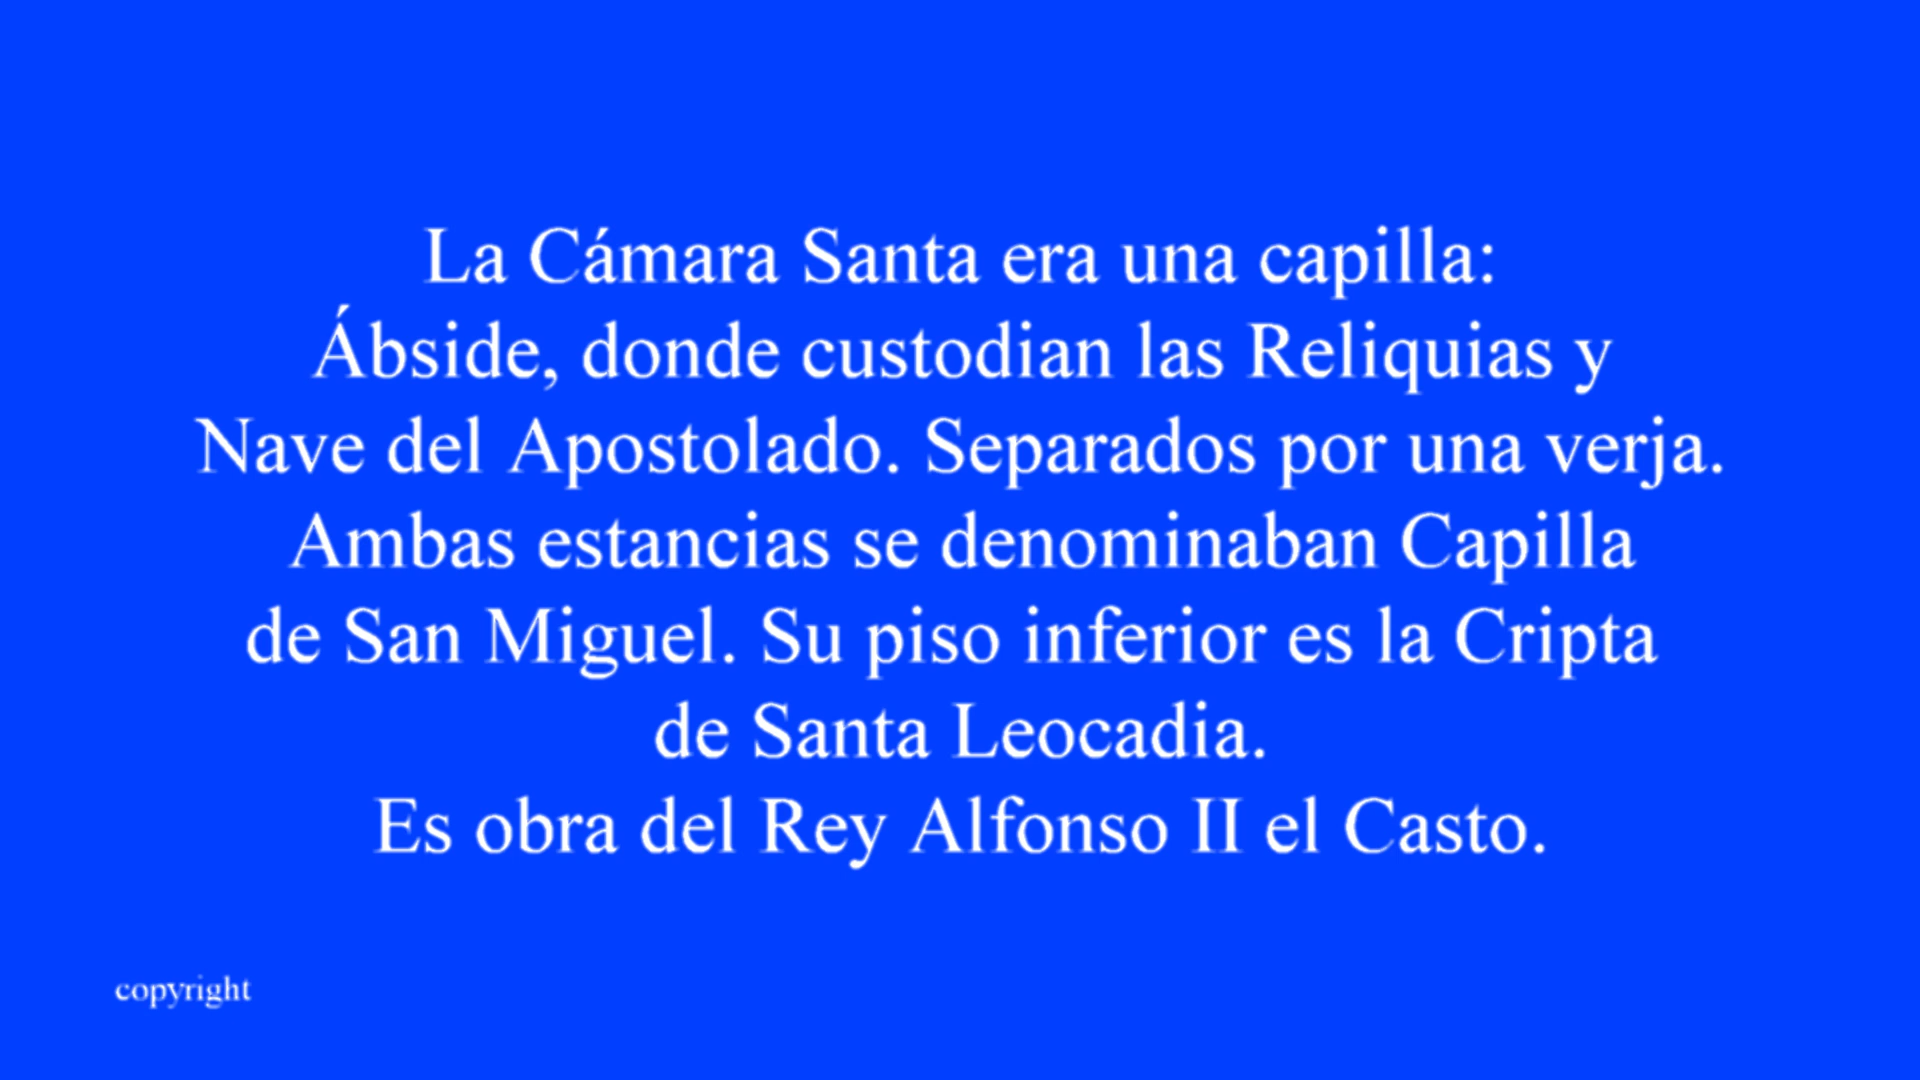 La Cámara Santa era una capilla:
Ábside, donde custodian las Reliquias y
Nave del Apostolado. Separados por una verja.
Ambas estancias se denominaban Capilla
de San Miguel. Su piso inferior es la Cripta
de Santa Leocadia.
Es obra del Rey Alfonso II el Casto.
copyright